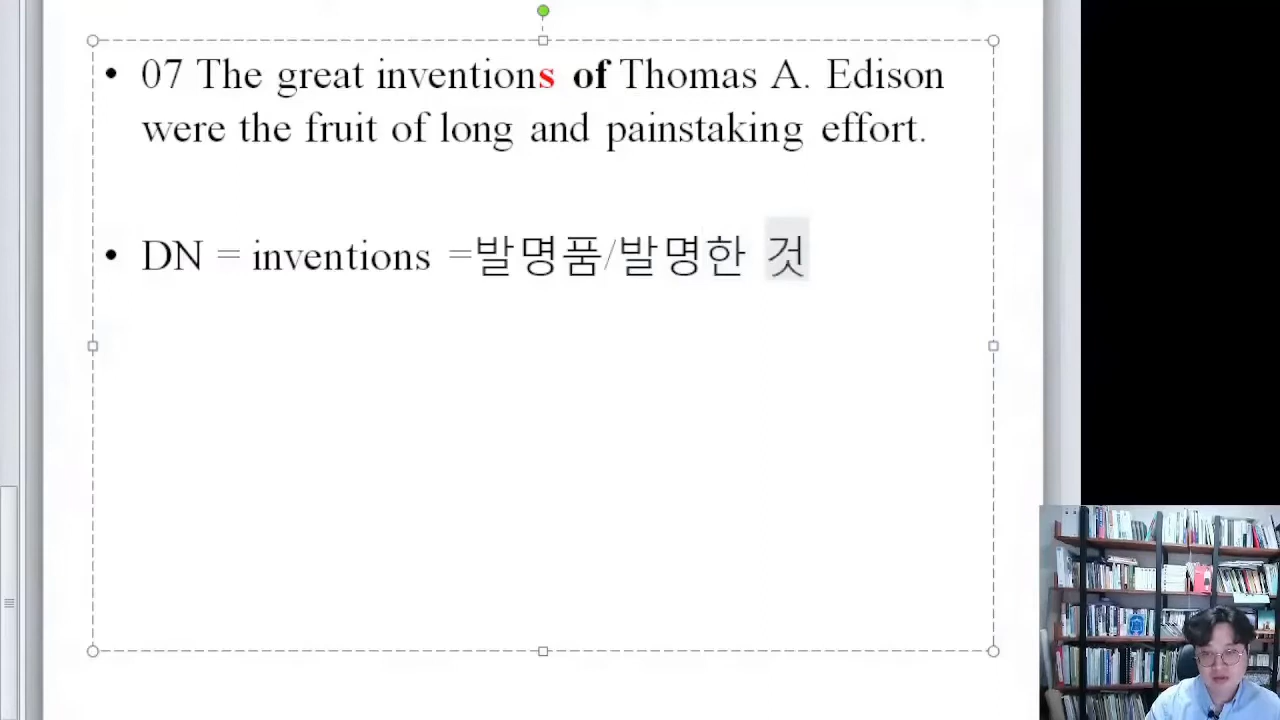 • 07 The great inventions of Thomas A. Edison
were the fruit of long and painstaking effort.
• DN = inventions =발명품/발명한 것